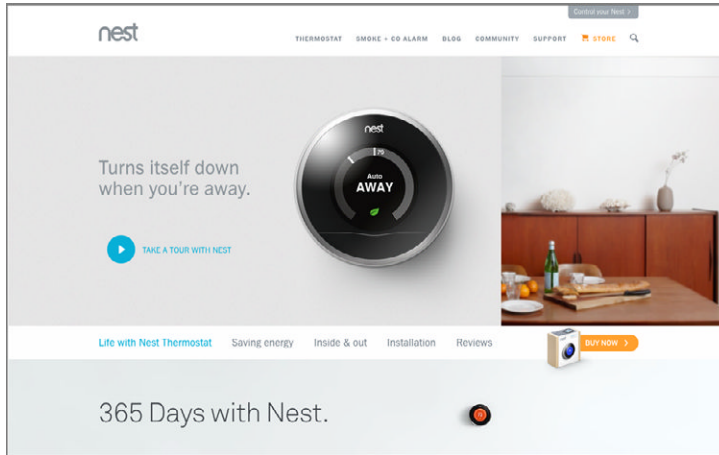 Control your Nest >
nest
THERMOSTAT SMOKE + CO ALARM BLOG COMMUNITY SUPPORT STORE
nest
Auto
AWAY
Turns itself down
when you're away.
TAKE A TOUR WITH NEST
Life with Nest Thermostat Saving energy Inside & out Installation Reviews
BUY NOW >
365 Days with Nest.